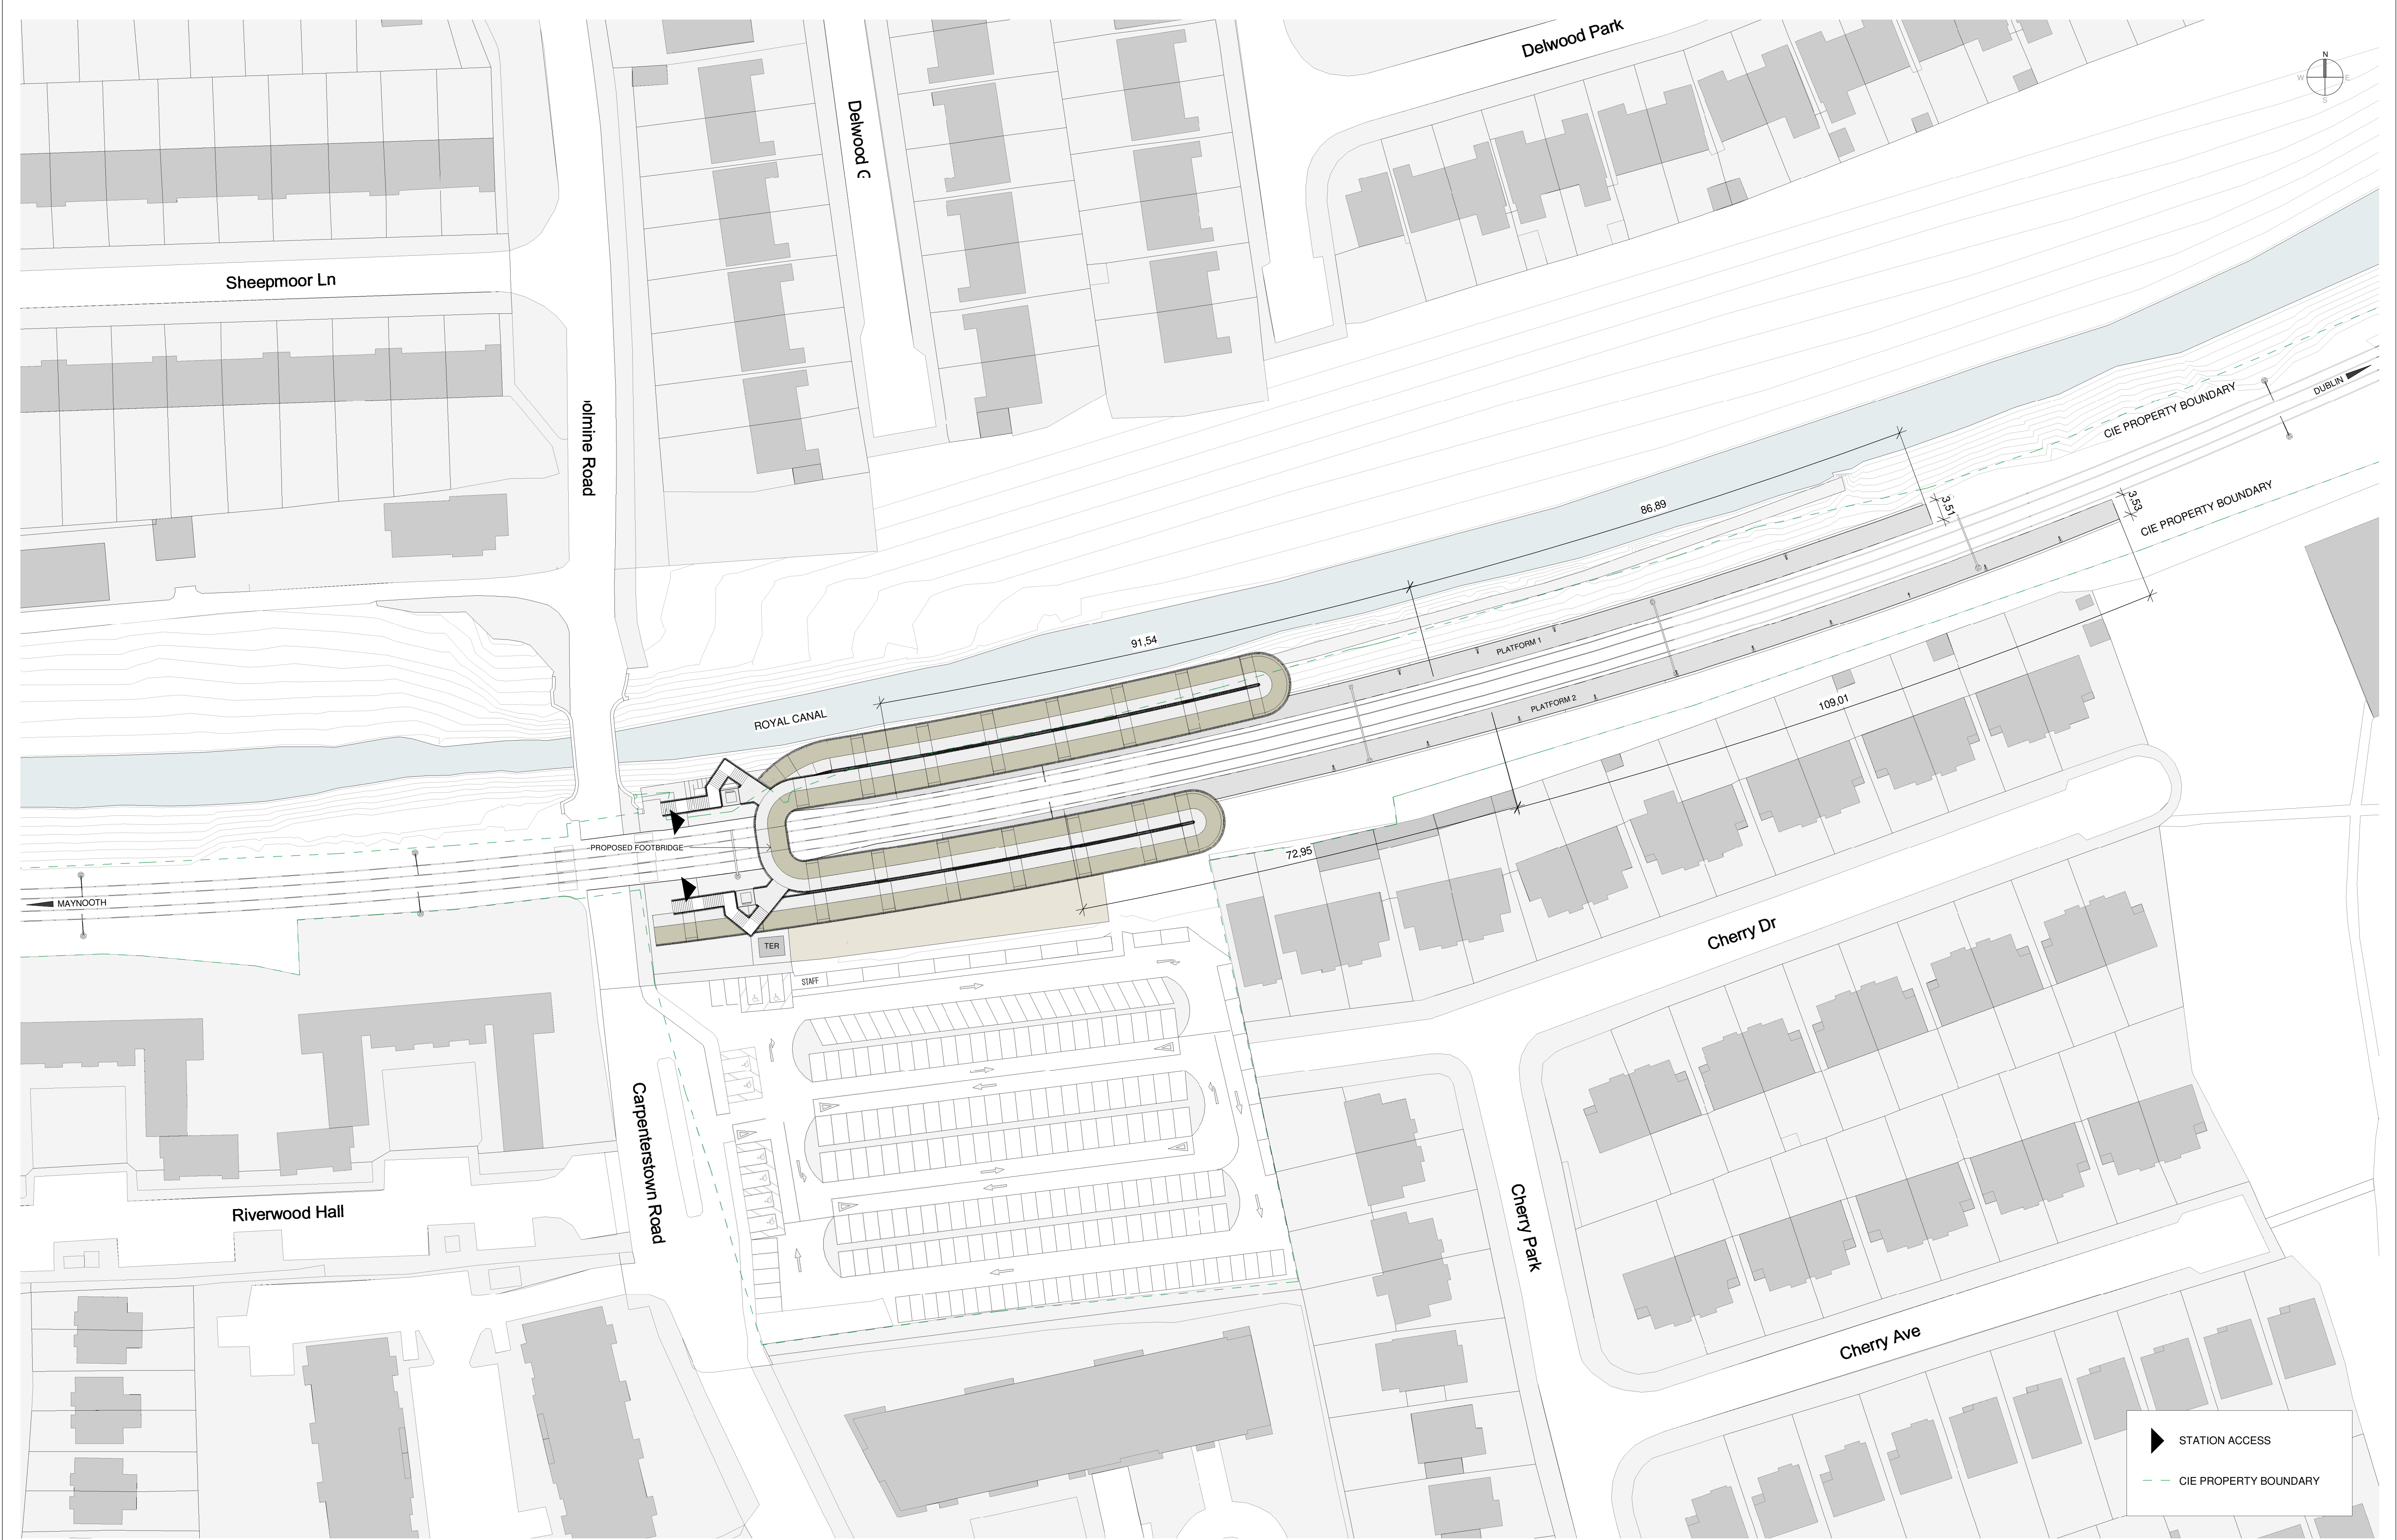 Delwood Park
N
W
E
S
Delwood G
Sheepmoor Ln
olmine Road
DUBLIN
CIE PROPERTY BOUNDARY
86,89
3,51
3,53
CIE PROPERTY BOUNDARY
91,54
PLATFORM 1
PLATFORM 2
109,01
ROYAL CANAL
PROPOSED FOOTBRIDGE
72,95
MAYNOOTH
TER
STAFF
Cherry Dr
Carpenterstown Road
Riverwood Hall
Cherry Park
Cherry Ave
STATION ACCESS
CIE PROPERTY BOUNDARY